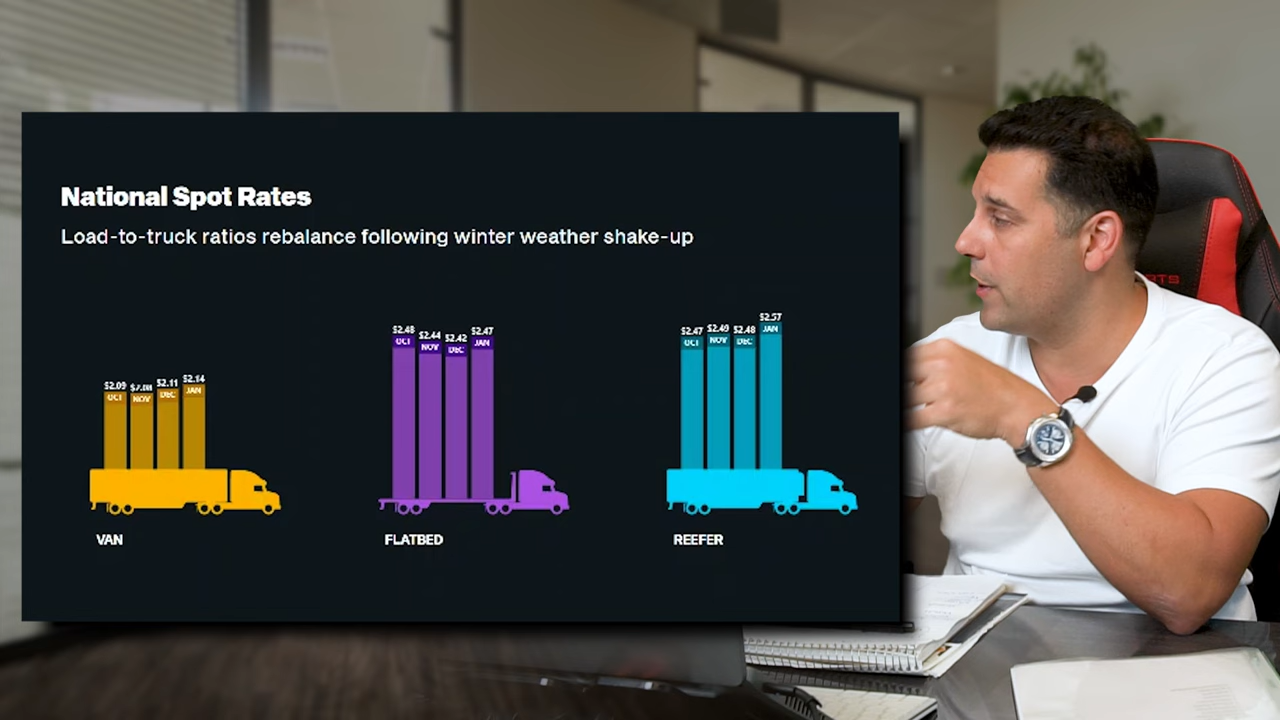 National Spot Rates
Load-to-truck ratios rebalance following winter weather shake-up
$2.09 $2.11 $2.14
OCT NOV DEC JAN
VAN
$2.48 $2.44 $2.42 $2.47
OCT NOV DEC JAN
FLATBED
$2.47 $2.49 $2.48 $2.57
OCT NOV DEC JAN
REEFER